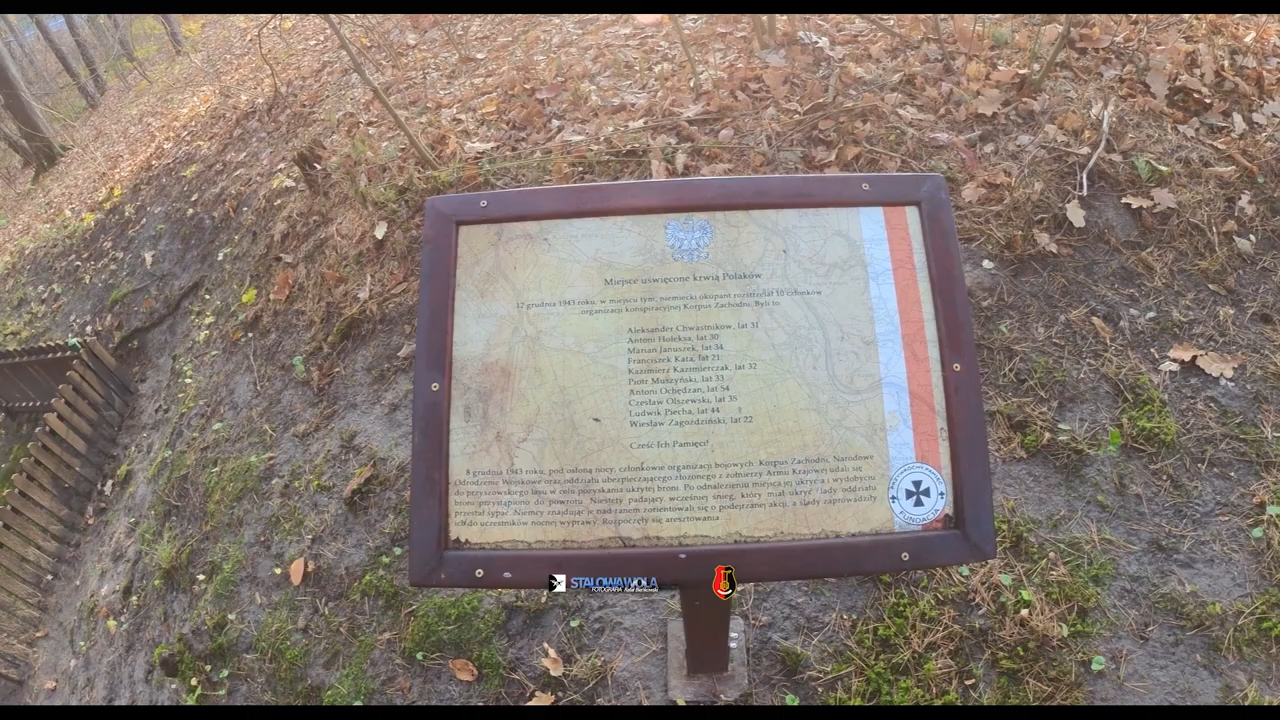 Miejsce uświęcone krwią Polaków
12 grudnia 1943 roku, w miejscu tym, niemiecki okupant rozstrzelał 10 członków
organizacji konspiracyjnej Korpus Zachodni. Byli to:
Aleksander Chwastnikow, lat 31
Antoni Holeksa, lat 30
Marian Januszek, lat 34
Franciszek Kata, lat 21
Kazimierz Kazimierczak, lat 32
Piotr Muszyński, lat 33
Antoni Ochędzan, lat 54
Czesław Olszewski, lat 35
Ludwik Piecha, lat 44
Wiesław Zagożdziński, lat 22
Cześć Ich Pamięci!
8 grudnia 1943 roku, pod osłoną nocy, członkowie organizacji bojowych: Korpus Zachodni, Narodowe
Odrodzenie Wojskowe oraz oddziału ubezpieczającego złożonego z żołnierzy Armii Krajowej udali się
do przyszowskiego lasu w celu pozyskania ukrytej broni. Po odnalezieniu miejsca jej ukrycia i wydobyciu
broni przystąpiono do powrotu. Niestety padający, wcześniej śnieg, który miał ukryć ślady oddziału
przestał sypać. Niemcy znajdując je nad ranem zorientowali się o podejrzanej akcji, a ślady zaprowadziły
ich do uczestników nocnej wyprawy. Rozpoczęły się aresztowania.
PRZYWRÓĆMY PAMIĘĆ
FUNDACJA
STALOWA WOLA
FOTOGRAFIA